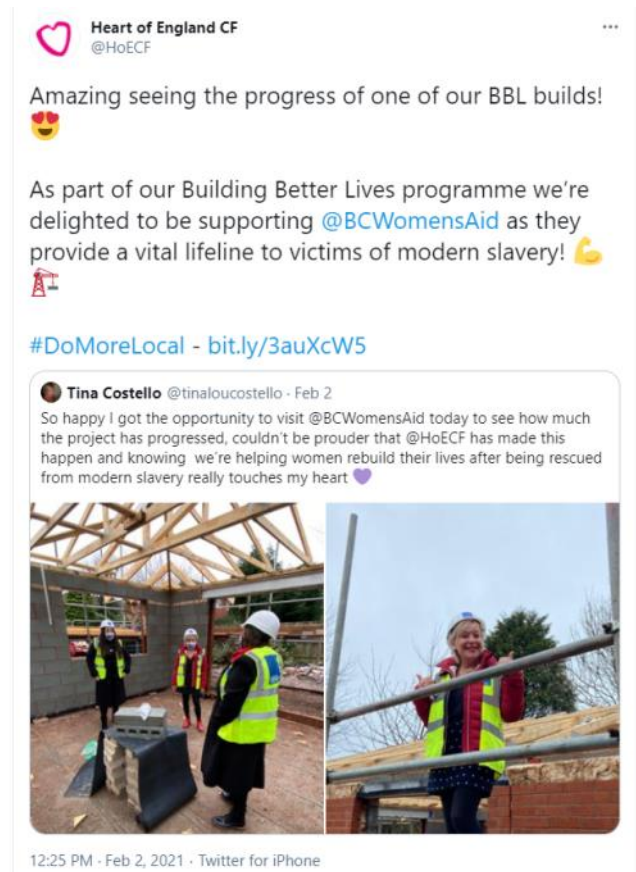 Heart of England CF
@HoECF
Amazing seeing the progress of one of our BBL builds!
😍
As part of our Building Better Lives programme we’re
delighted to be supporting @BCWomensAid as they
provide a vital lifeline to victims of modern slavery! 💪
🏗
#DoMoreLocal - bit.ly/3auXcW5
Tina Costello @tinaloucostello · Feb 2
So happy I got the opportunity to visit @BCWomensAid today to see how much
the project has progressed, couldn't be prouder that @HoECF has made this
happen and knowing we're helping women rebuild their lives after being rescued
from modern slavery really touches my heart 💜
12:25 PM · Feb 2, 2021 · Twitter for iPhone